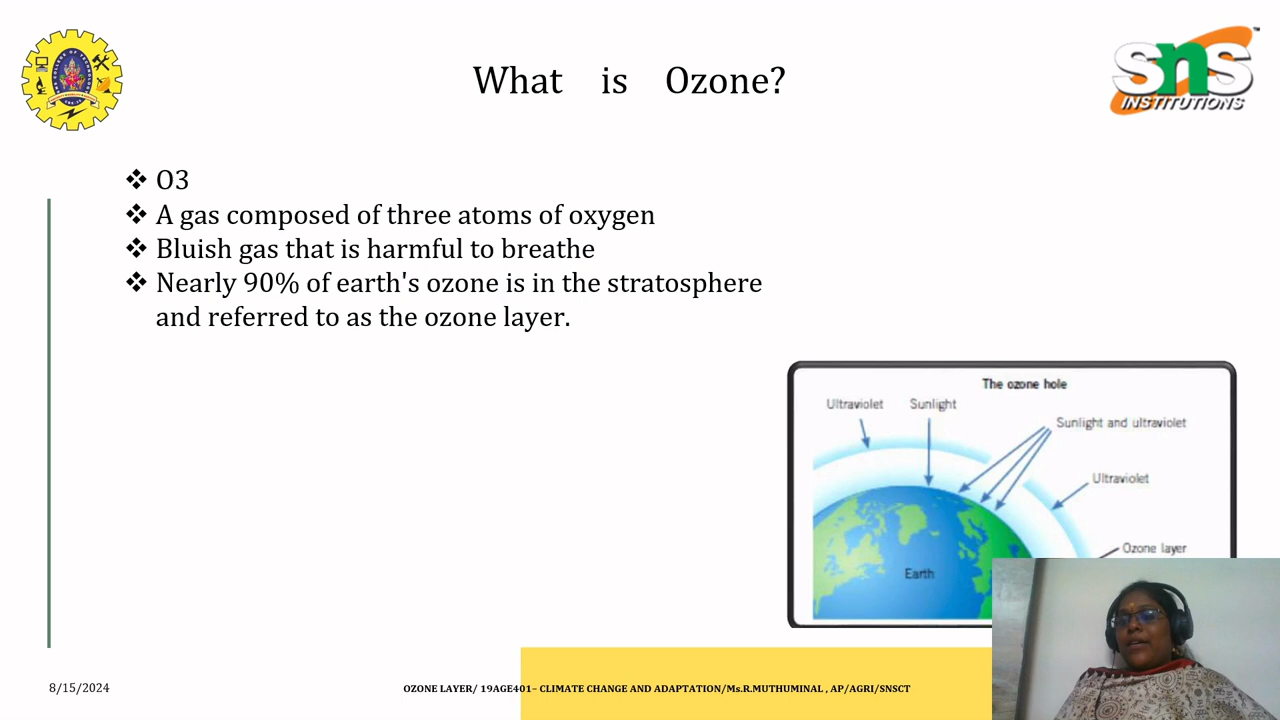 What is Ozone?
sns
INSTITUTIONS
❖ O3
❖ A gas composed of three atoms of oxygen
❖ Bluish gas that is harmful to breathe
❖ Nearly 90% of earth's ozone is in the stratosphere
and referred to as the ozone layer.
The ozone hole
Ultraviolet
Sunlight
Sunlight and ultraviolet
Ultraviolet
Ozone layer
Earth
8/15/2024
OZONE LAYER/ 19AGE401– CLIMATE CHANGE AND ADAPTATION/Ms.R.MUTHUMINAL , AP/AGRI/SNSCT